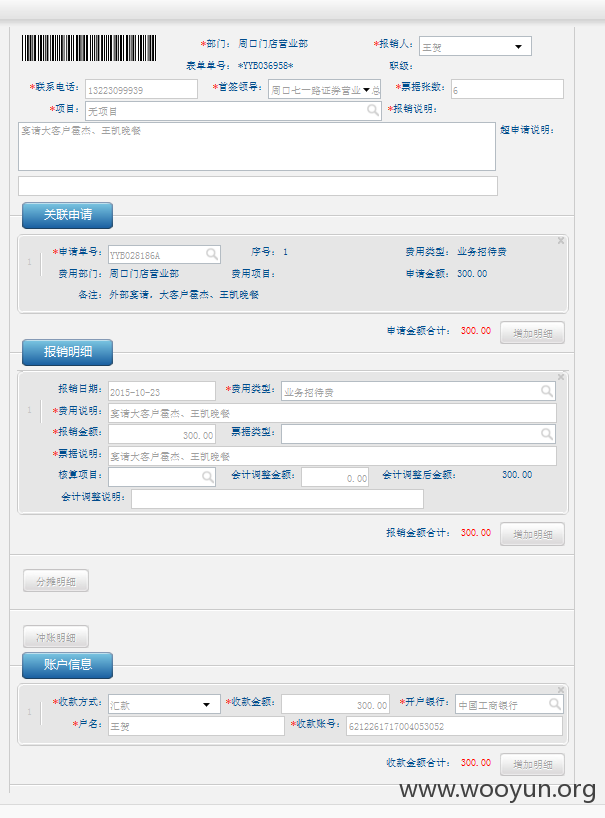 *部门: 周口门店营业部 *报销人: 王贺
表单单号: *YYB036958* 职级:
*联系电话: 13223099939 *首签领导: 周口七一路证券营业总 *票据张数: 6
*项目: 无项目 *报销说明:
宴请大客户霍杰、王凯晚餐 超申请说明:
关联申请
1 *申请单号: YYB028186A 序号: 1 费用类型: 业务招待费
费用部门: 周口门店营业部 费用项目: 申请金额: 300.00
备注: 外部宴请,大客户霍杰、王凯晚餐
申请金额合计: 300.00 增加明细
报销明细
报销日期: 2015-10-23 *费用类型: 业务招待费
1 *费用说明: 宴请大客户霍杰、王凯晚餐
*报销金额: 300.00 票据类型:
*票据说明: 宴请大客户霍杰、王凯晚餐
核算项目: 会计调整金额: 0.00 会计调整后金额: 300.00
会计调整说明:
报销金额合计: 300.00 增加明细
分摊明细
冲账明细
账户信息
1 *收款方式: 汇款 *收款金额: 300.00 *开户银行: 中国工商银行
*户名: 王贺 *收款账号: 6212261717004053052
收款金额合计: 300.00 增加明细
www.wooyun.org